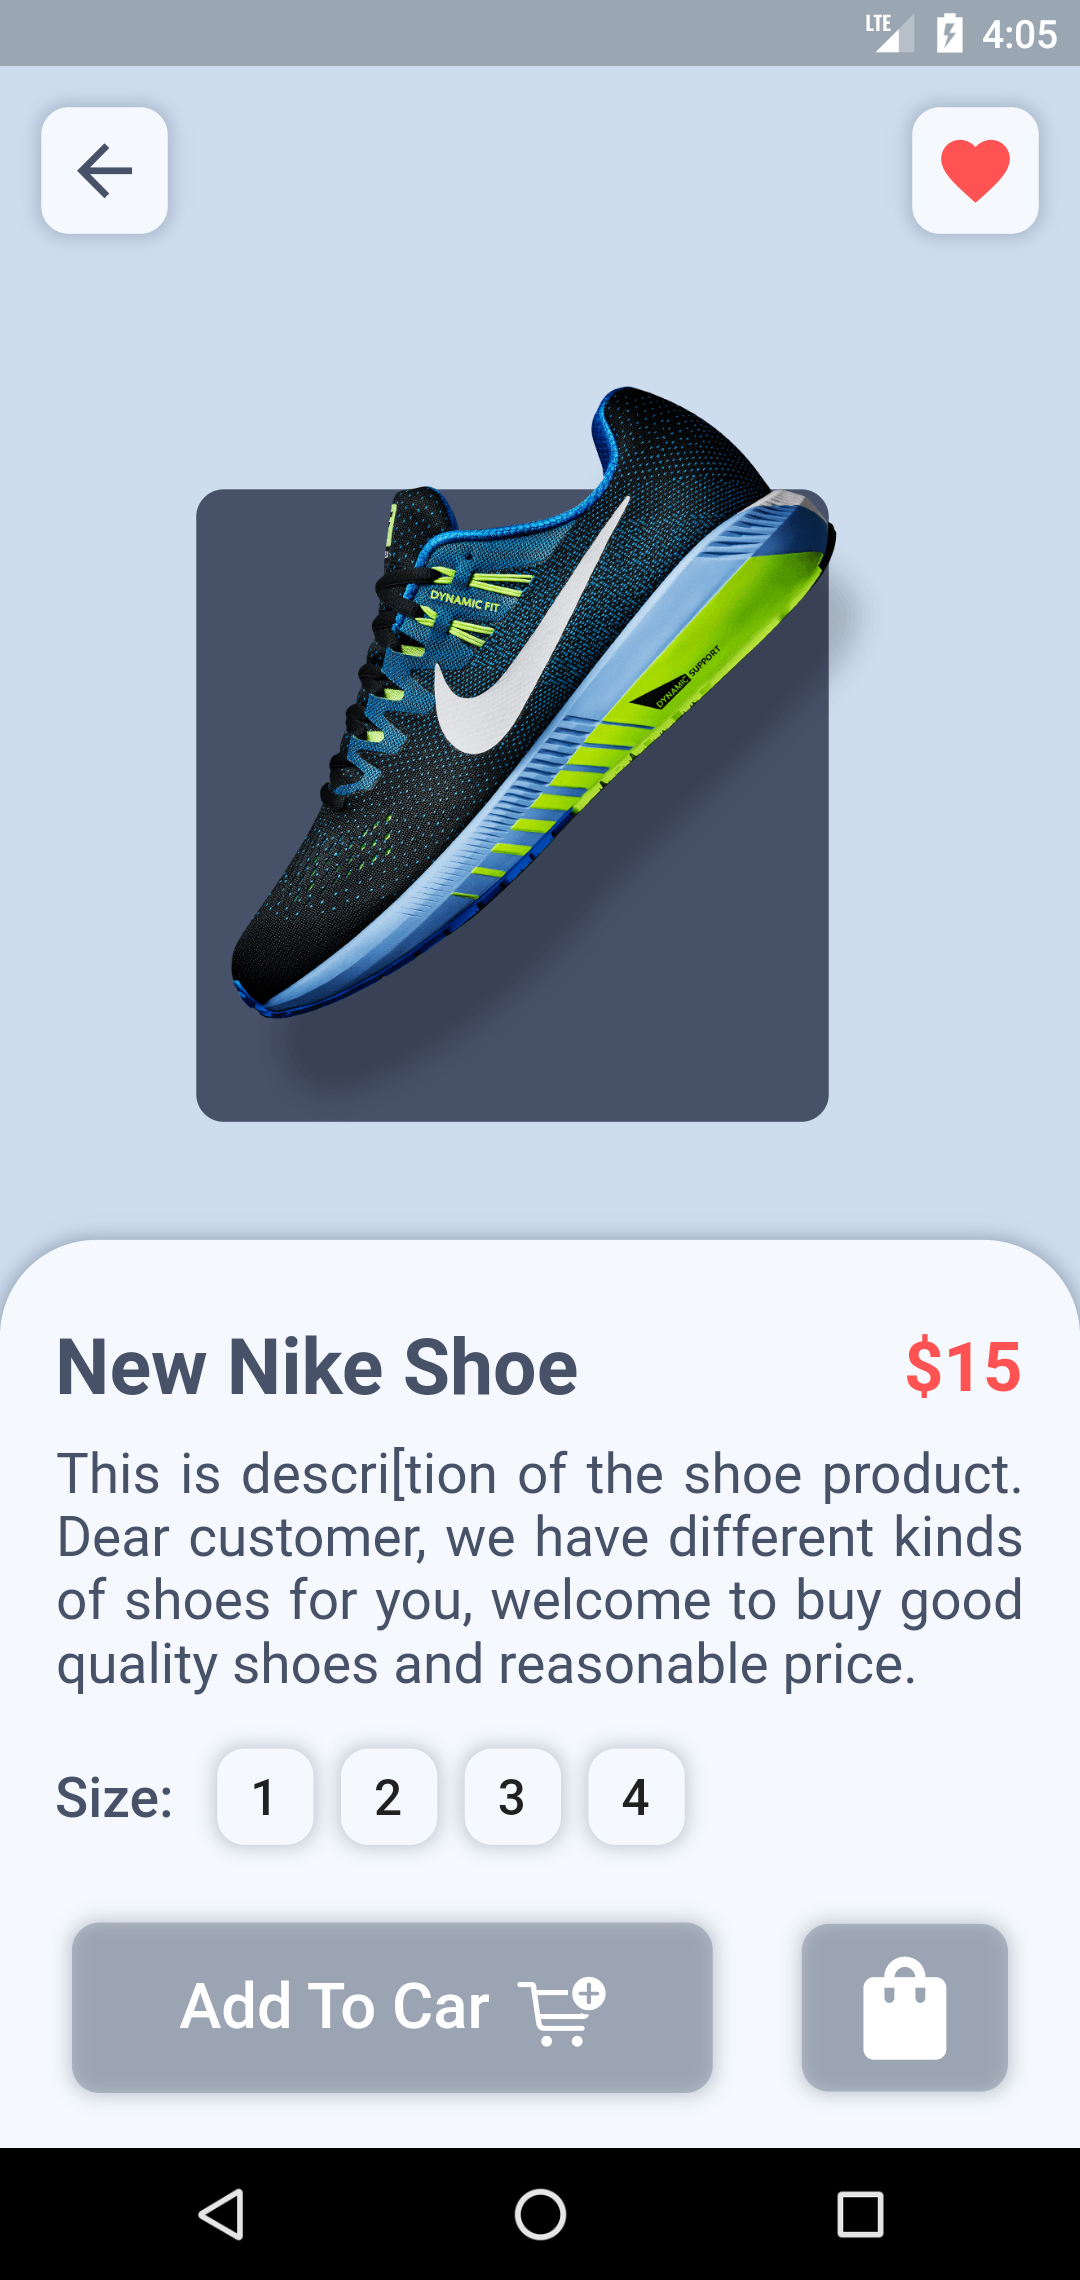 LTE 4:05
DYNAMIC FIT
DYNAMIC SUPPORT
New Nike Shoe $15
This is descri[tion of the shoe product.
Dear customer, we have different kinds
of shoes for you, welcome to buy good
quality shoes and reasonable price.
Size: 1 2 3 4
Add To Car